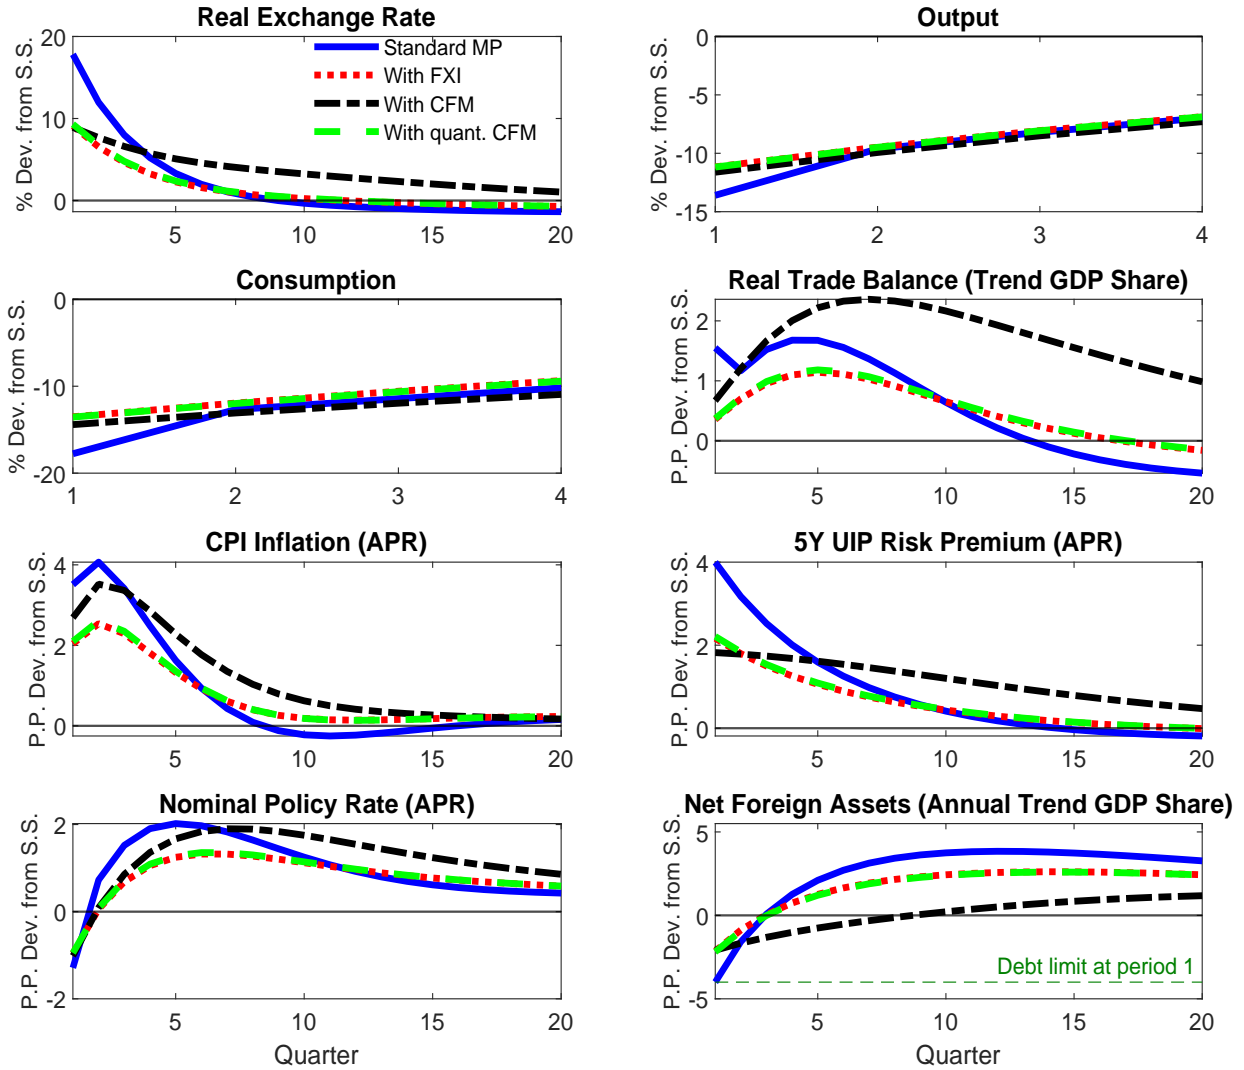 Real Exchange Rate
% Dev. from S.S.
20
10
0
5
10
15
20
Standard MP
With FXI
With CFM
With quant. CFM
Output
% Dev. from S.S.
0
-5
-10
-15
1
2
3
4
Consumption
% Dev. from S.S.
0
-10
-20
1
2
3
4
Real Trade Balance (Trend GDP Share)
P.P. Dev. from S.S.
2
1
0
5
10
15
20
CPI Inflation (APR)
P.P. Dev. from S.S.
4
2
0
5
10
15
20
5Y UIP Risk Premium (APR)
P.P. Dev. from S.S.
4
2
0
5
10
15
20
Nominal Policy Rate (APR)
P.P. Dev. from S.S.
2
0
-2
5
10
15
20
Quarter
Net Foreign Assets (Annual Trend GDP Share)
P.P. Dev. from S.S.
5
0
-5
Debt limit at period 1
5
10
15
20
Quarter